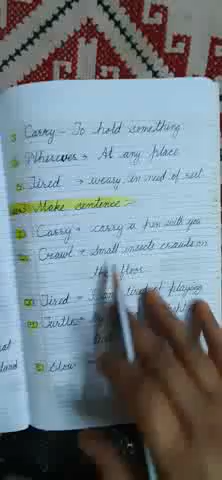 Carry - To hold something
Wherever = At any place
Tired → weary, in need of rest
Make sentence :-
Carry = carry a pen with you
Crawl = Small insects crawls on
the floor
Tired = tired of playing
Turtle =
Slow